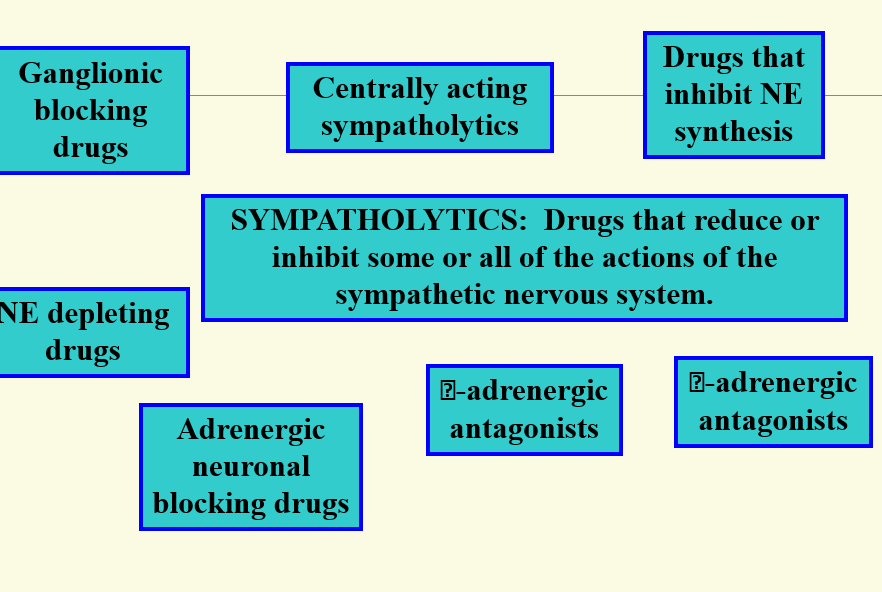 Ganglionic
blocking
drugs
Centrally acting
sympatholytics
Drugs that
inhibit NE
synthesis
SYMPATHOLYTICS: Drugs that reduce or
inhibit some or all of the actions of the
sympathetic nervous system.
NE depleting
drugs
-adrenergic
antagonists
-adrenergic
antagonists
Adrenergic
neuronal
blocking drugs